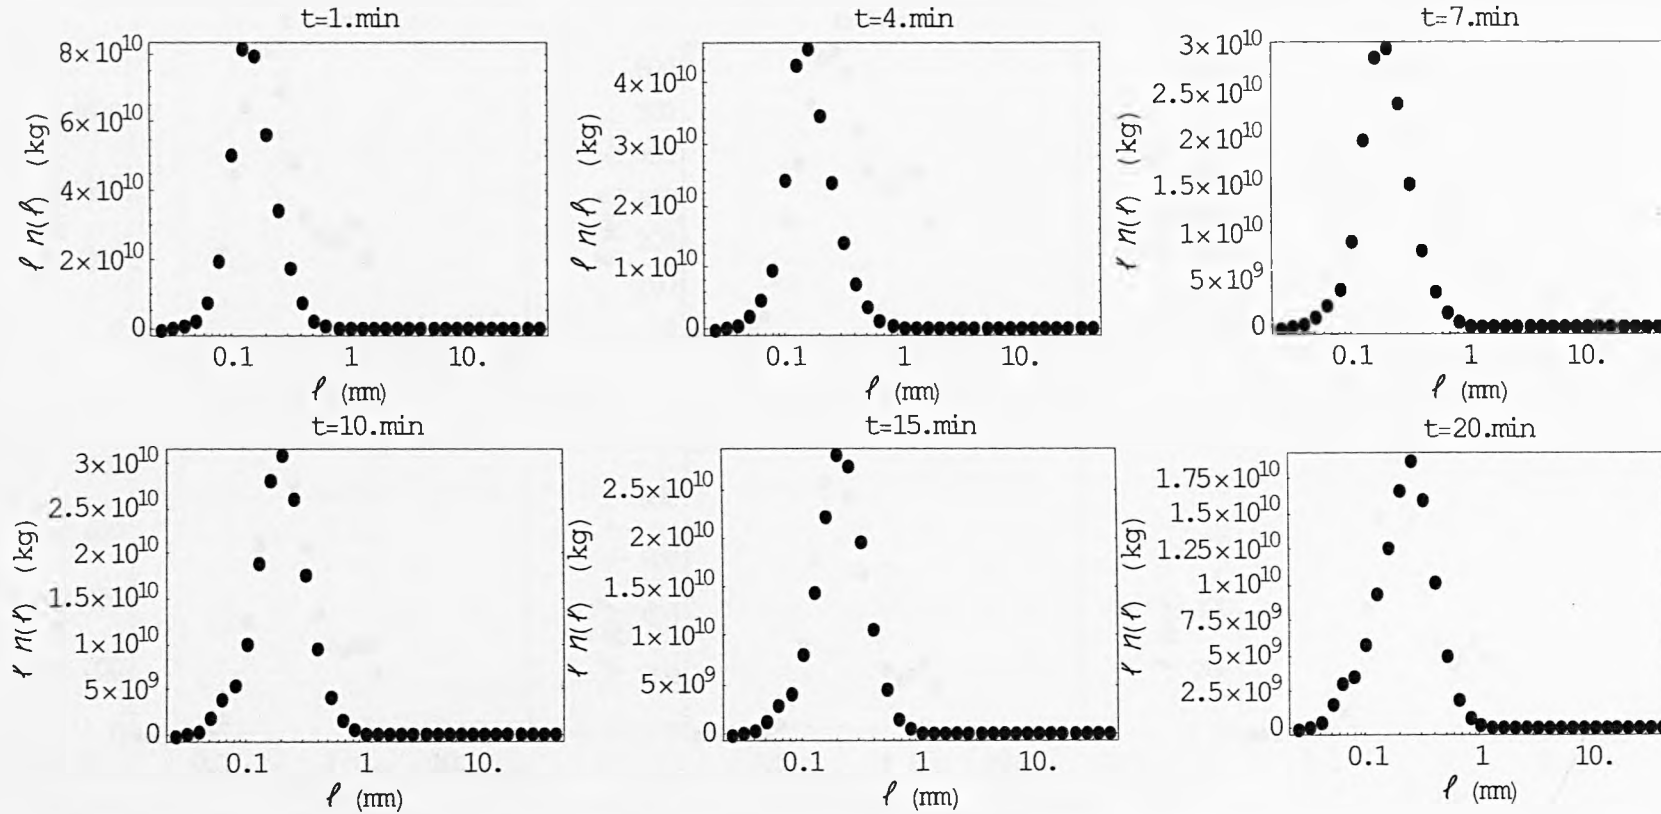 t=1.min
8×10^10
6×10^10
4×10^10
2×10^10
0
ℓ n(ℓ) (kg)
0.1 1 10.
ℓ (mm)
t=4.min
4×10^10
3×10^10
2×10^10
1×10^10
0
ℓ n(ℓ) (kg)
0.1 1 10.
ℓ (mm)
t=7.min
3×10^10
2.5×10^10
2×10^10
1.5×10^10
1×10^10
5×10^9
0
ℓ n(ℓ) (kg)
0.1 1 10.
ℓ (mm)
t=10.min
3×10^10
2.5×10^10
2×10^10
1.5×10^10
1×10^10
5×10^9
0
ℓ n(ℓ) (kg)
0.1 1 10.
ℓ (mm)
t=15.min
2.5×10^10
2×10^10
1.5×10^10
1×10^10
5×10^9
0
ℓ n(ℓ) (kg)
0.1 1 10.
ℓ (mm)
t=20.min
1.75×10^10
1.5×10^10
1.25×10^10
1×10^10
7.5×10^9
5×10^9
2.5×10^9
0
ℓ n(ℓ) (kg)
0.1 1 10.
ℓ (mm)